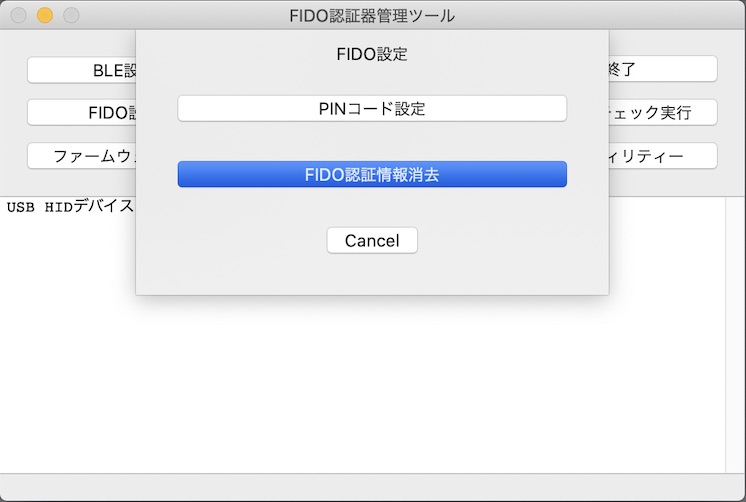 FIDO認証器管理ツール
FIDO設定
BLE設
終了
PINコード設定
FIDO設
ェック実行
ファームウ
ィリティー
FIDO認証情報消去
USB HIDデバイス
Cancel